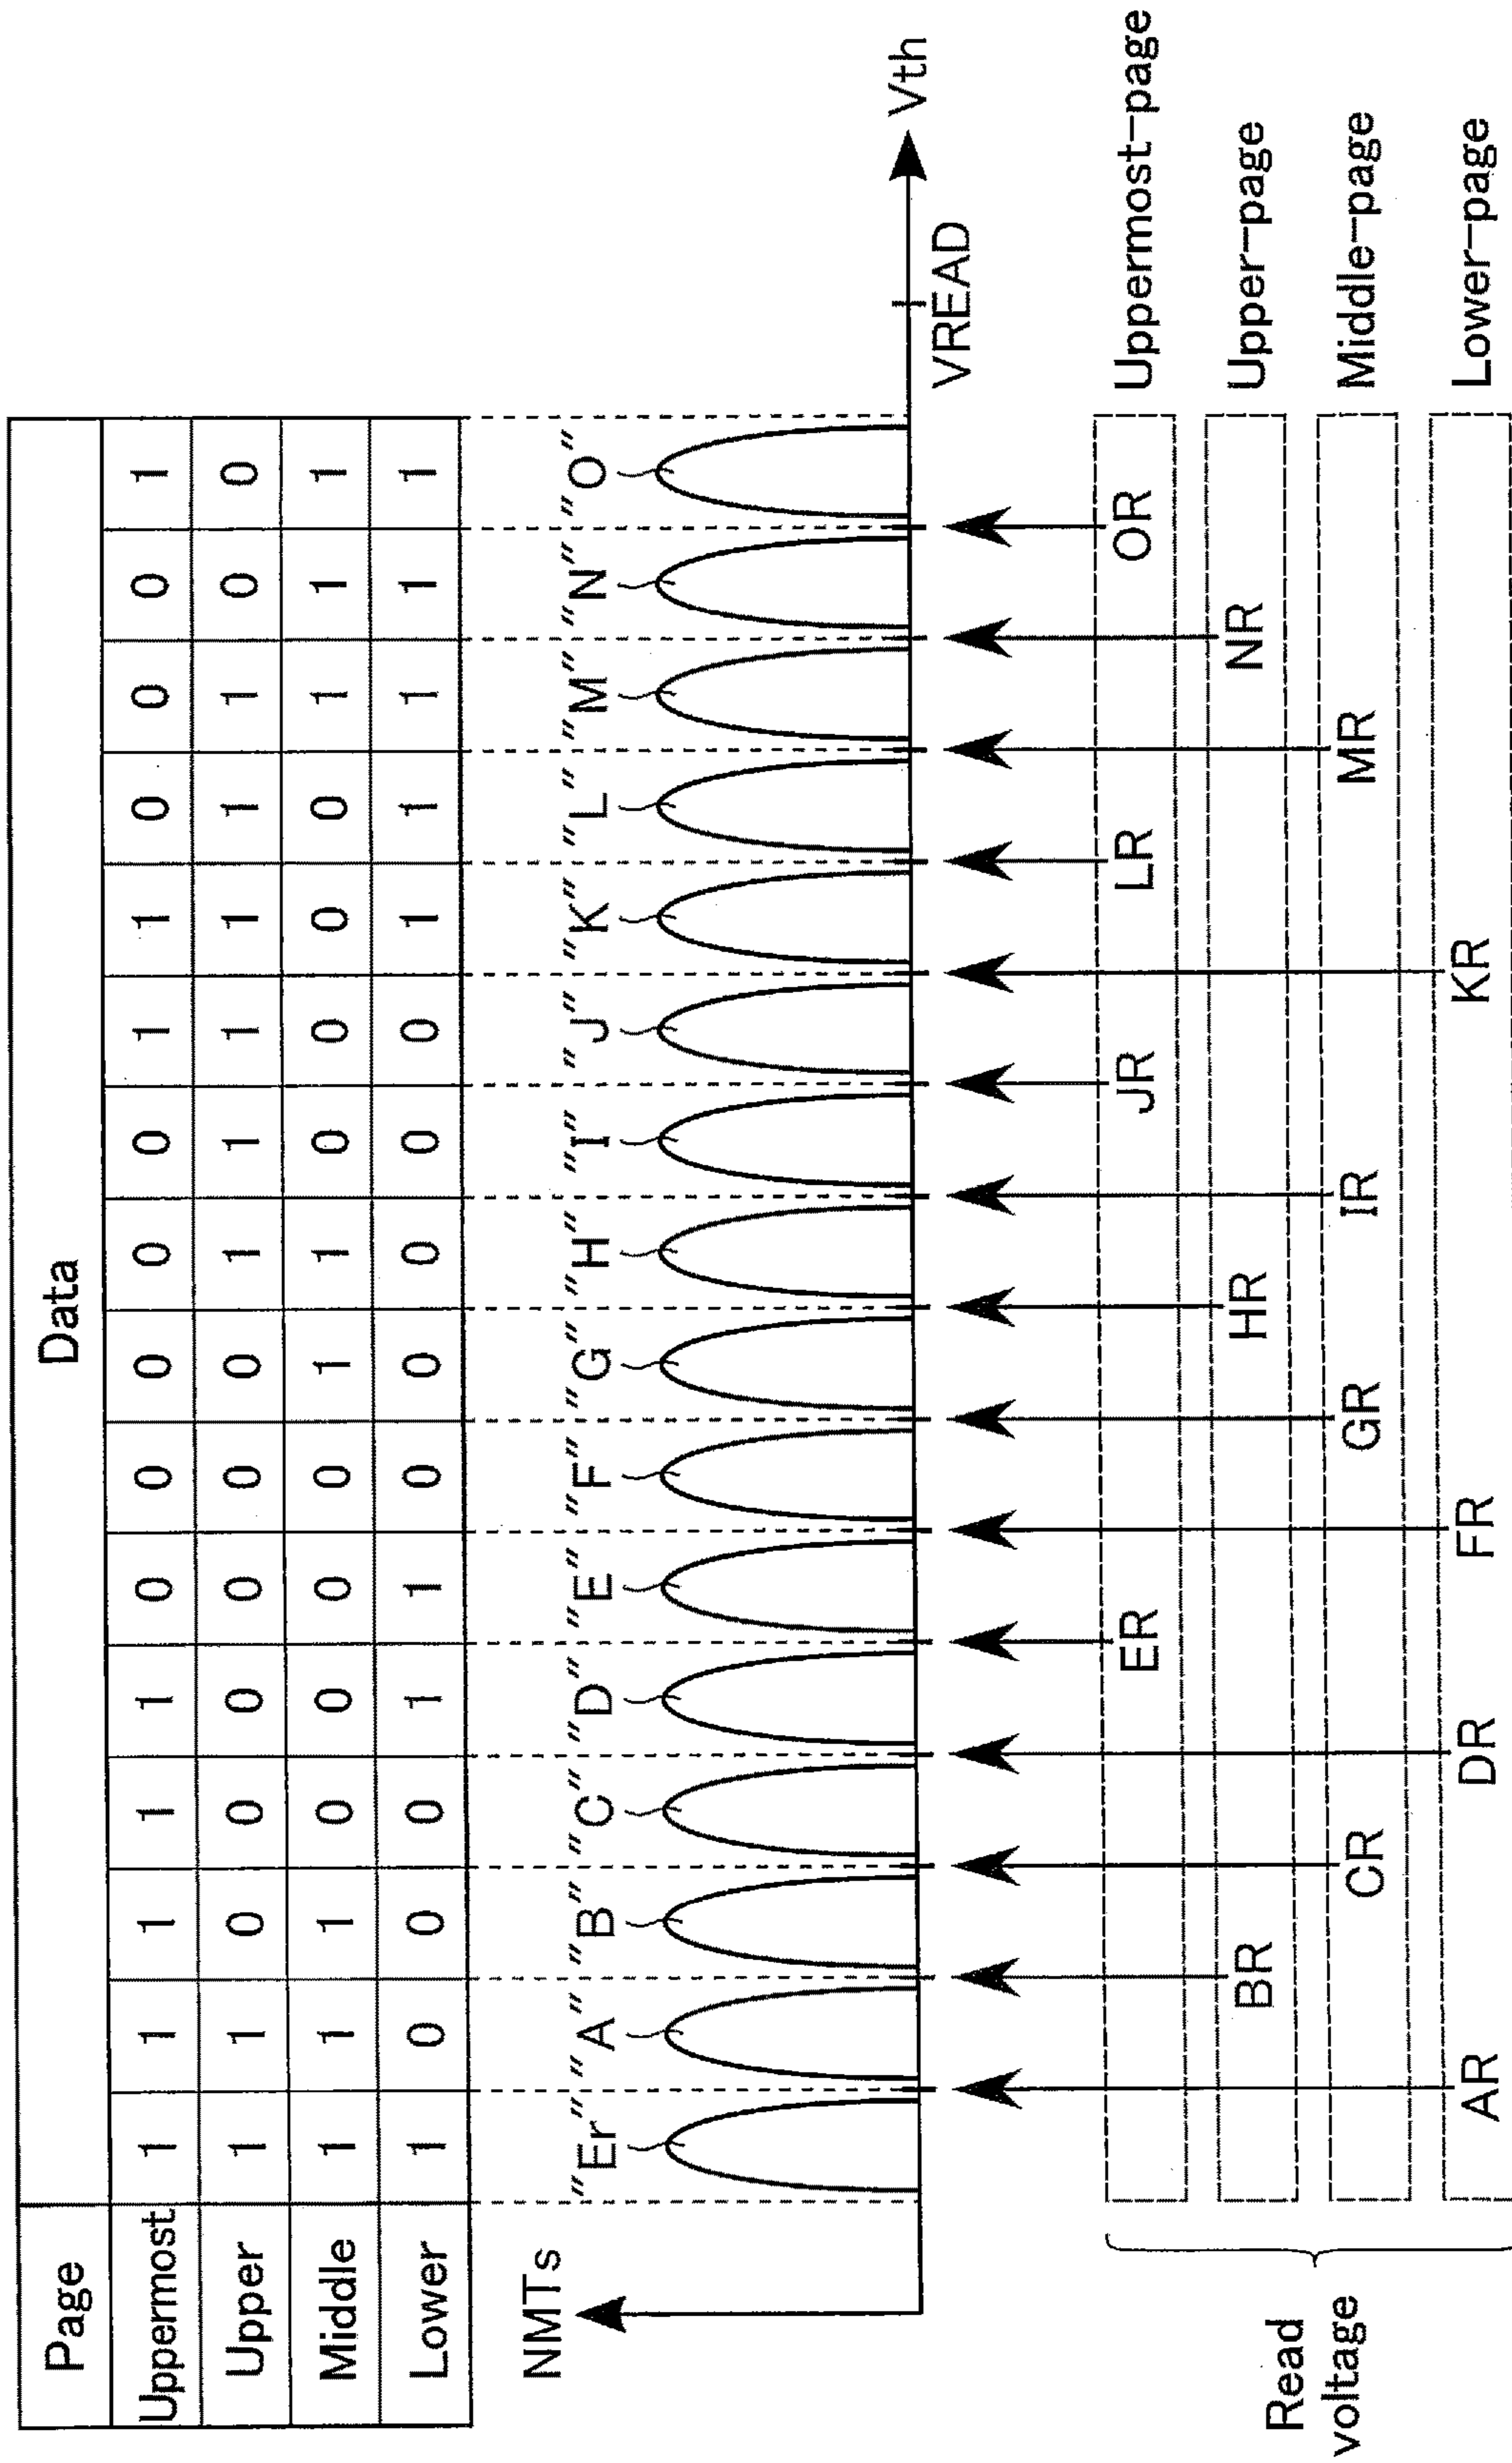 Page Data
Uppermost 1 1 1 1 1 0 0 0 0 0 1 1 0 0 0 1
Upper 1 1 0 0 0 0 0 0 1 1 1 1 1 1 0 0
Middle 1 1 1 0 0 0 0 1 1 0 0 0 0 1 1 1
Lower 1 0 0 0 1 1 0 0 0 0 0 1 1 1 1 1
NMTs
"Er" "A" "B" "C" "D" "E" "F" "G" "H" "I" "J" "K" "L" "M" "N" "O"
Vth
VREAD
Read
voltage
ER JR LR OR Uppermost-page
BR HR NR Upper-page
CR GR IR MR Middle-page
AR DR FR KR Lower-page